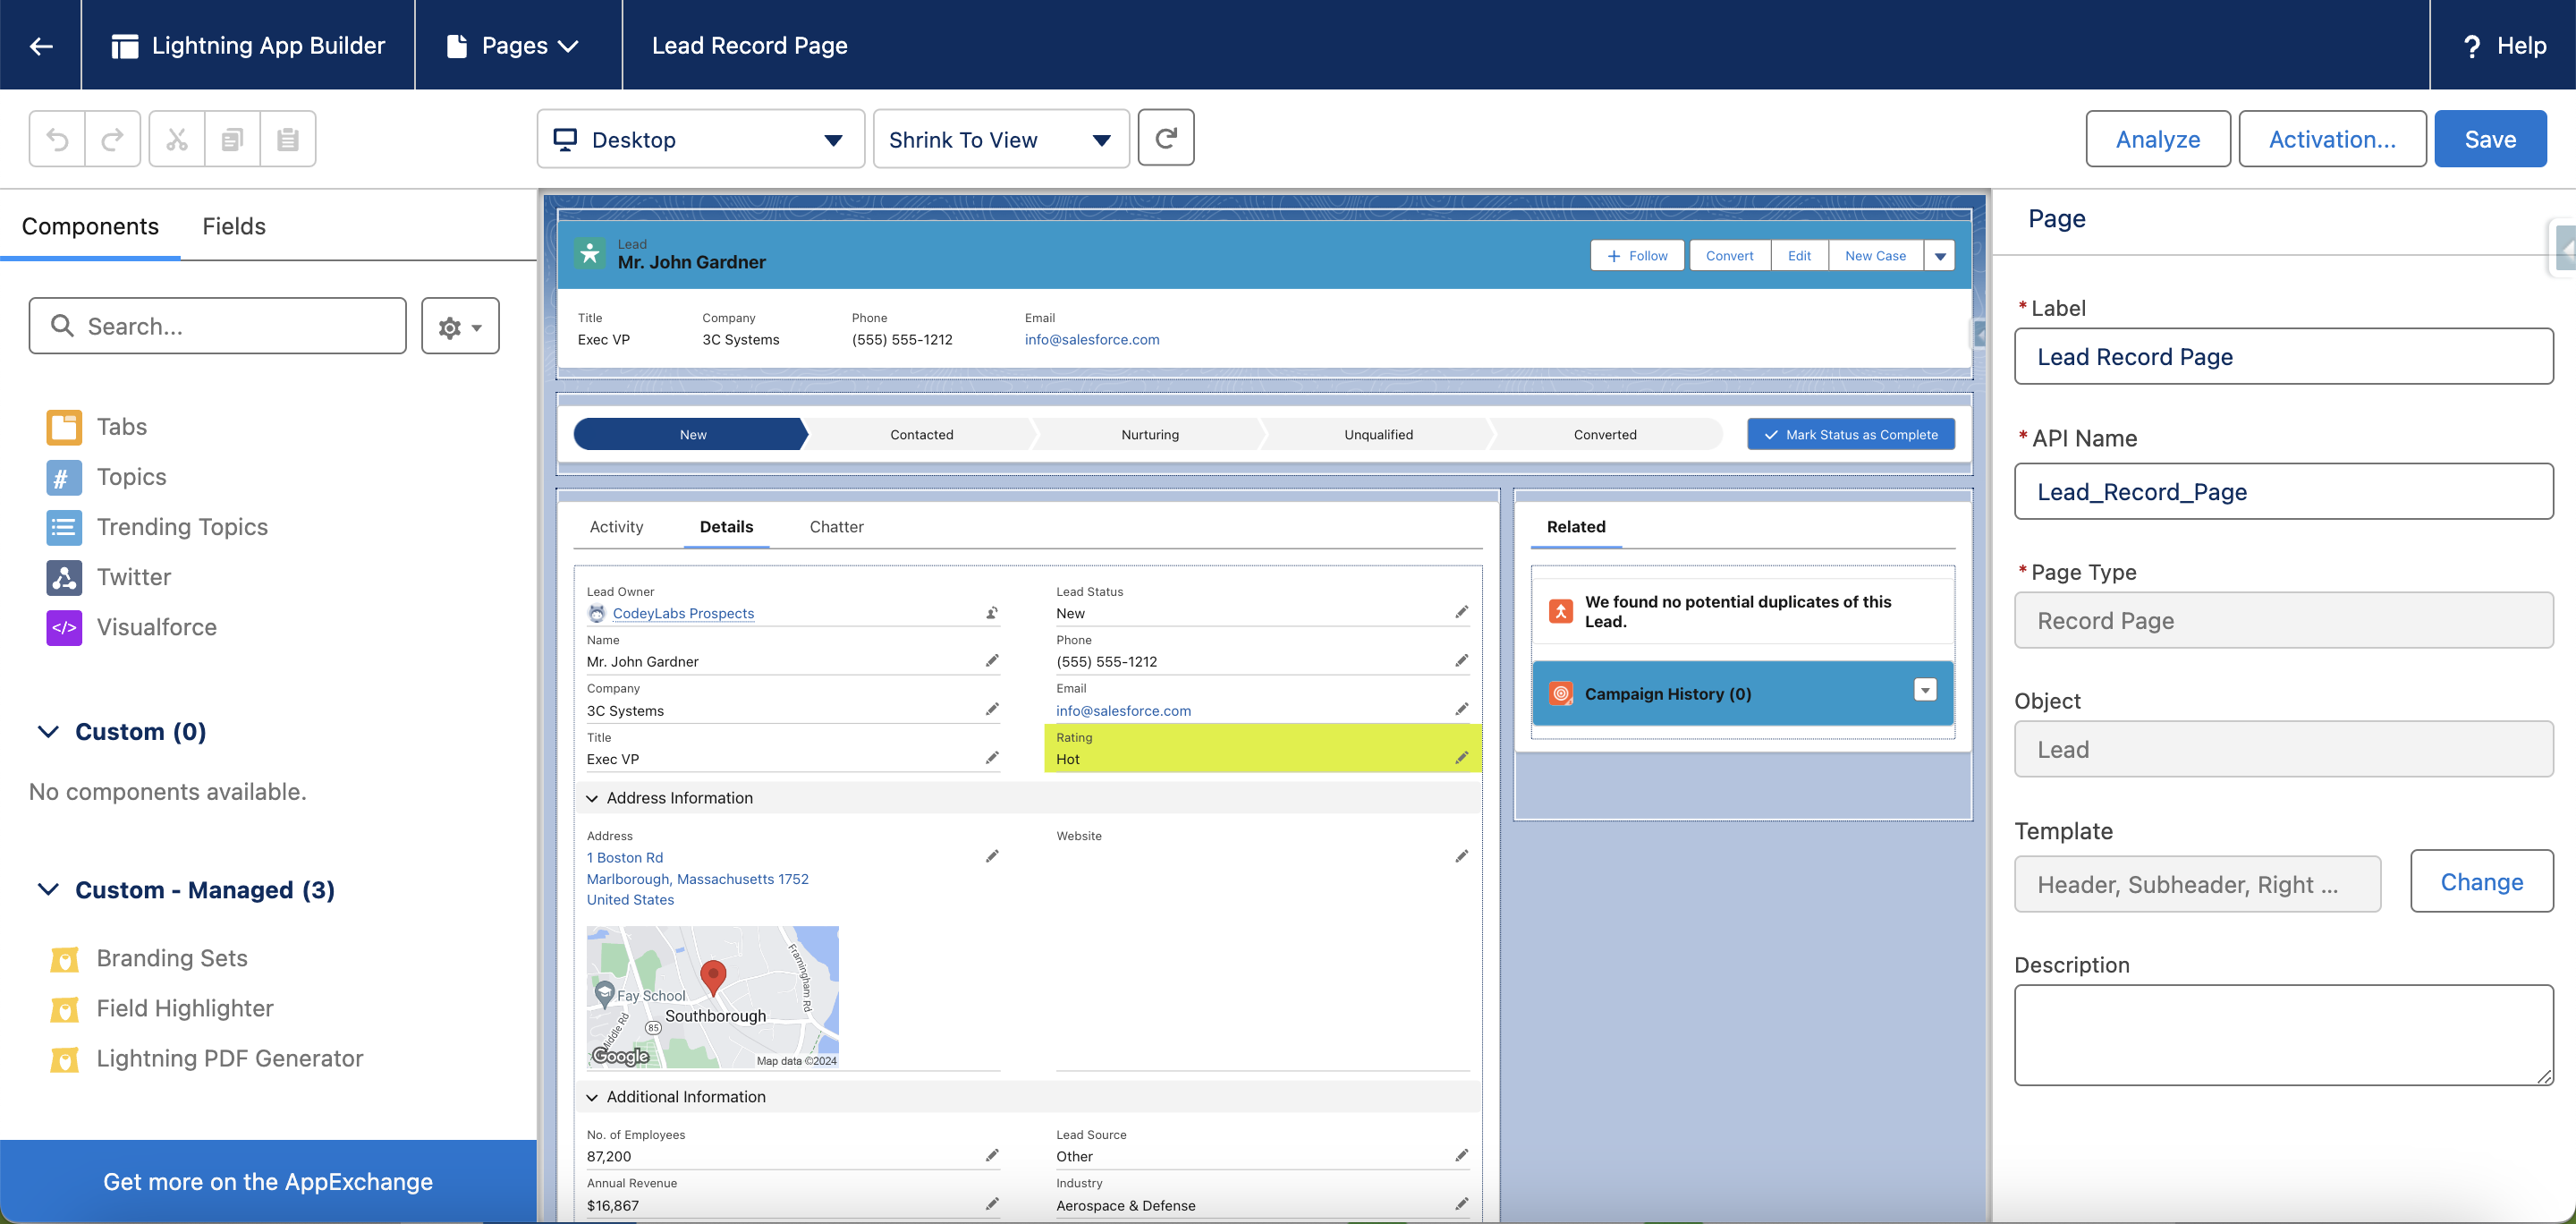 Lightning App Builder
Pages
Lead Record Page
? Help
Desktop
Shrink To View
Analyze
Activation...
Save
Components
Fields
Search...
Tabs
# Topics
Trending Topics
Twitter
</> Visualforce
Custom (0)
No components available.
Custom - Managed (3)
Branding Sets
Field Highlighter
Lightning PDF Generator
Get more on the AppExchange
Lead
Mr. John Gardner
+ Follow
Convert
Edit
New Case
Title
Exec VP
Company
3C Systems
Phone
(555) 555-1212
Email
info@salesforce.com
New
Contacted
Nurturing
Unqualified
Converted
Mark Status as Complete
Activity
Details
Chatter
Lead Owner
CodeyLabs Prospects
Lead Status
New
Name
Mr. John Gardner
Phone
(555) 555-1212
Company
3C Systems
Email
info@salesforce.com
Title
Exec VP
Rating
Hot
Address Information
Address
1 Boston Rd
Marlborough, Massachusetts 1752
United States
Website
Framingham Rd
Fay School
Southborough
85
Middle Rd
Google
Map data ©2024
Additional Information
No. of Employees
87,200
Lead Source
Other
Annual Revenue
$16,867
Industry
Aerospace & Defense
Related
We found no potential duplicates of this
Lead.
Campaign History (0)
Page
*Label
Lead Record Page
*API Name
Lead_Record_Page
*Page Type
Record Page
Object
Lead
Template
Header, Subheader, Right ...
Change
Description